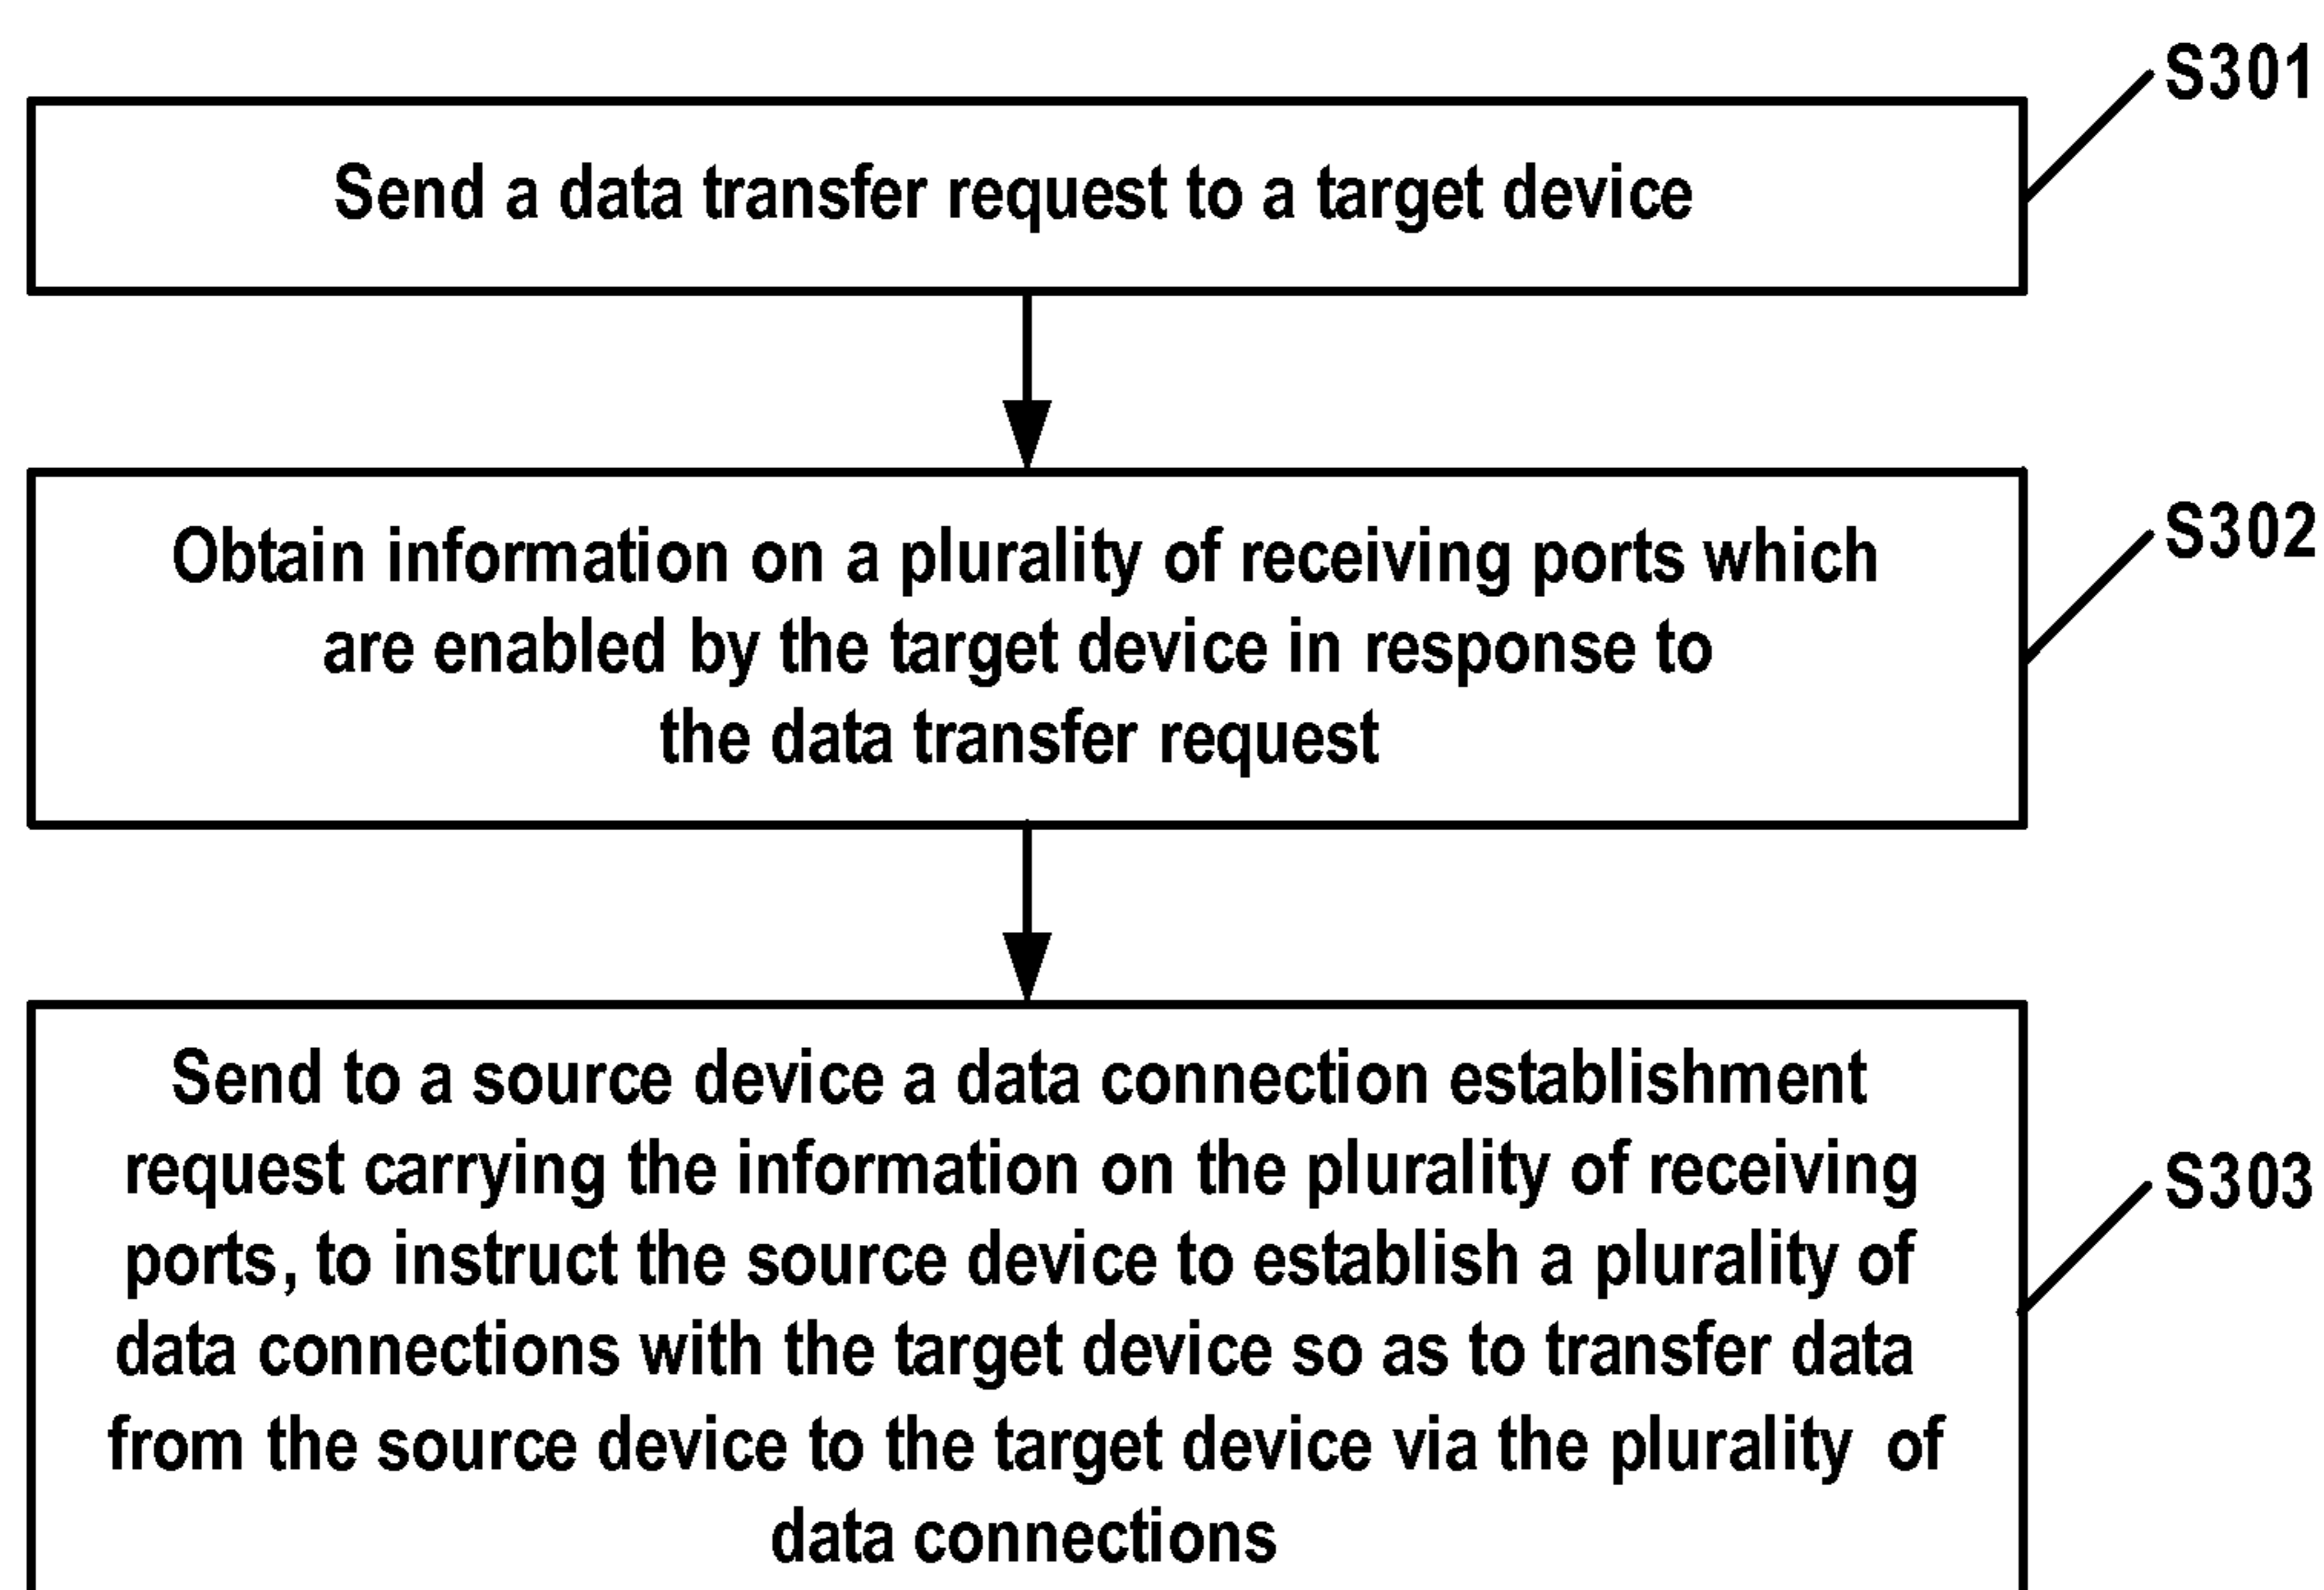 S301
Send a data transfer request to a target device
S302
Obtain information on a plurality of receiving ports which
are enabled by the target device in response to
the data transfer request
S303
Send to a source device a data connection establishment
request carrying the information on the plurality of receiving
ports, to instruct the source device to establish a plurality of
data connections with the target device so as to transfer data
from the source device to the target device via the plurality of
data connections